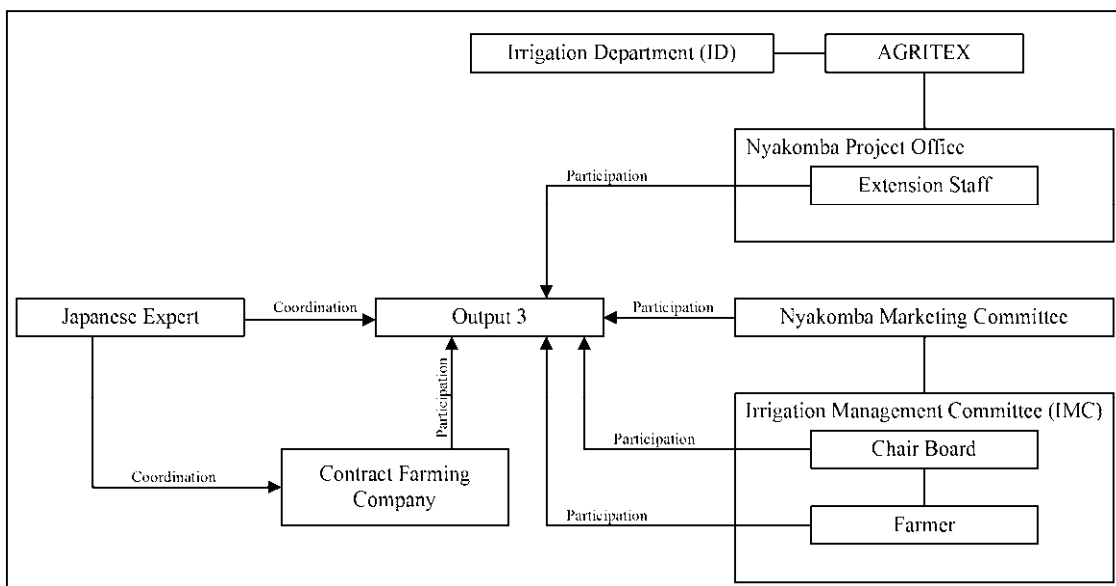 Irrigation Department (ID)
AGRITEX
Nyakomba Project Office
Participation
Extension Staff
Japanese Expert
Coordination
Output 3
Participation
Nyakomba Marketing Committee
Participation
Irrigation Management Committee (IMC)
Participation
Chair Board
Coordination
Contract Farming
Company
Participation
Farmer